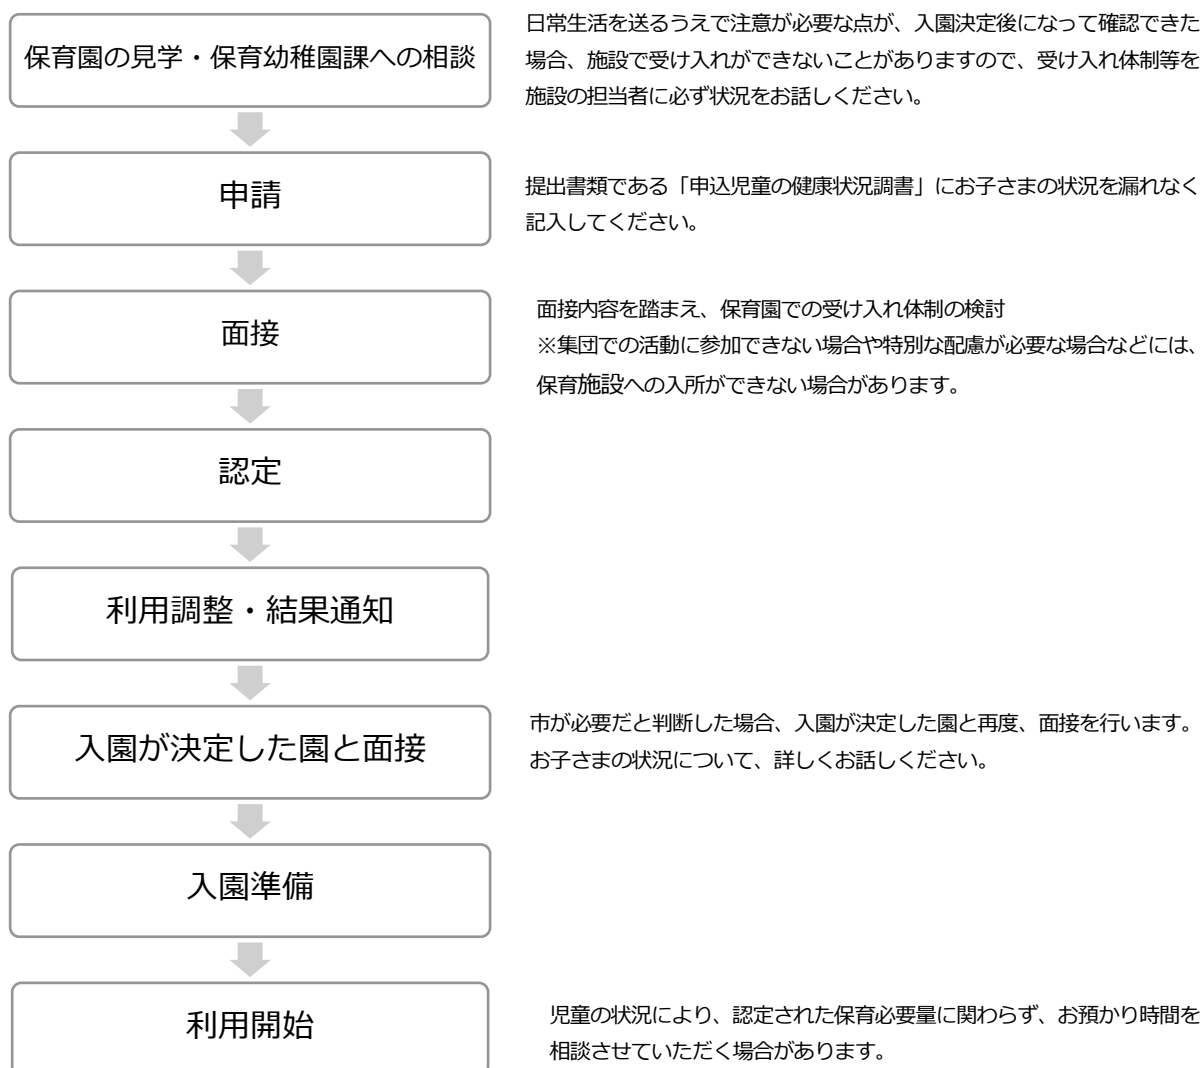 保育園の見学・保育幼稚園課への相談
日常生活を送るうえで注意が必要な点が、入園決定後になって確認できた
場合、施設で受け入れができないことがありますので、受け入れ体制等を
施設の担当者に必ず状況をお話しください。
申請
提出書類である「申込児童の健康状況調書」にお子さまの状況を漏れなく
記入してください。
面接
面接内容を踏まえ、保育園での受け入れ体制の検討
※集団での活動に参加できない場合や特別な配慮が必要な場合などには、
保育施設への入所ができない場合があります。
認定
利用調整・結果通知
入園が決定した園と面接
市が必要だと判断した場合、入園が決定した園と再度、面接を行います。
お子さまの状況について、詳しくお話しください。
入園準備
利用開始
児童の状況により、認定された保育必要量に関わらず、お預かり時間を
相談させていただく場合があります。